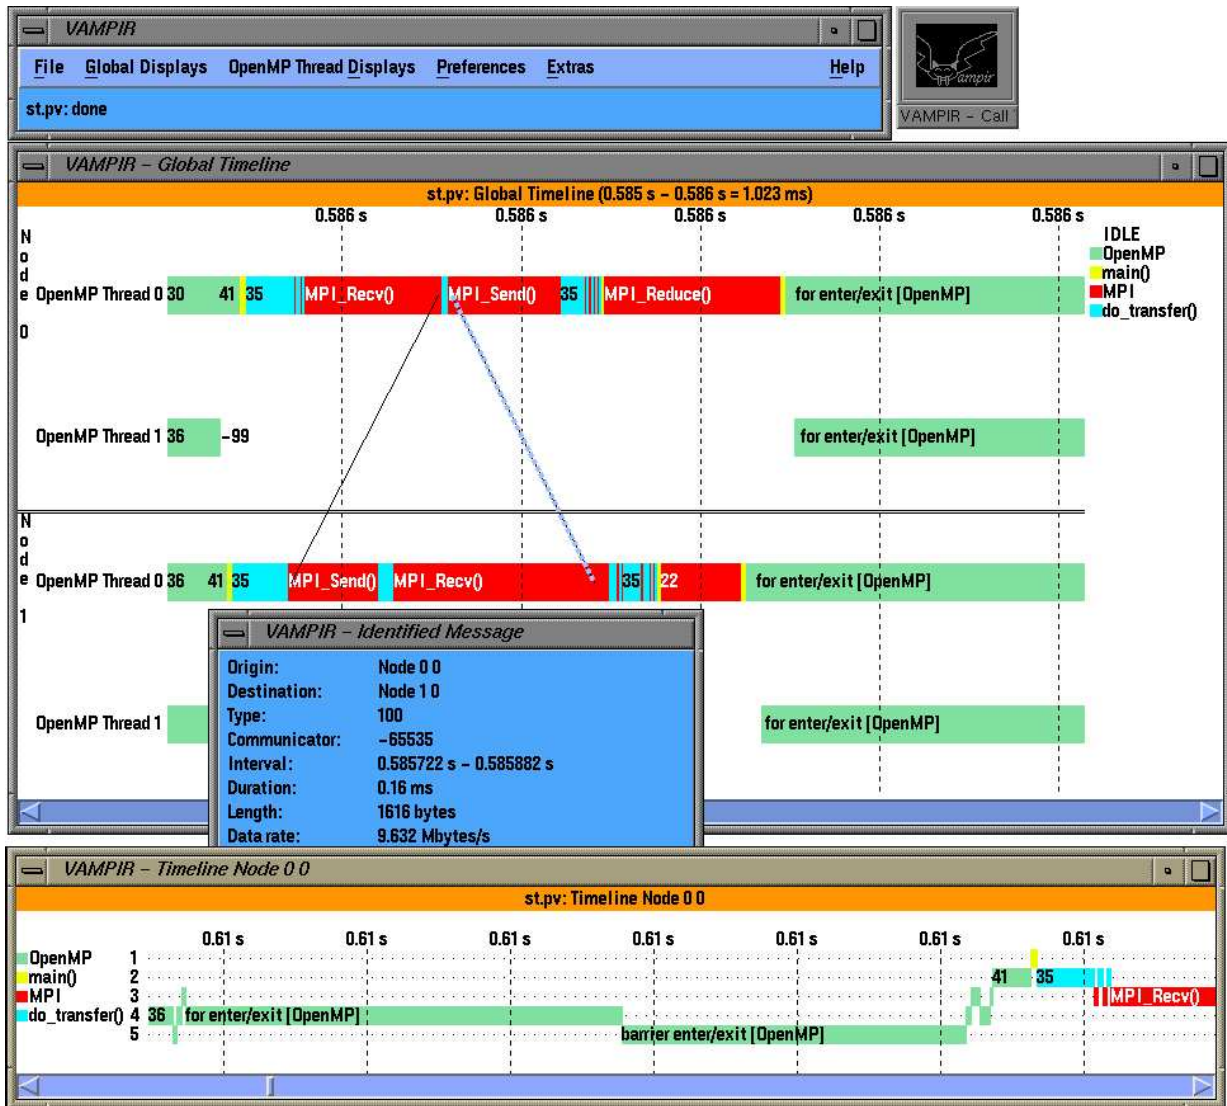 VAMPIR
File Global Displays OpenMP Thread Displays Preferences Extras Help
st.pv: done
Vampir
VAMPIR - Call
VAMPIR - Global Timeline
st.pv: Global Timeline (0.585 s - 0.586 s = 1.023 ms)
0.586 s 0.586 s 0.586 s 0.586 s 0.586 s
IDLE
OpenMP
main()
MPI
do_transfer()
Node 0
OpenMP Thread 0 30 41 35 MPI_Recv() MPI_Send() 35 MPI_Reduce() for enter/exit [OpenMP]
OpenMP Thread 1 36 -99 for enter/exit [OpenMP]
Node 1
OpenMP Thread 0 36 41 35 MPI_Send() MPI_Recv() 35 22 for enter/exit [OpenMP]
OpenMP Thread 1 for enter/exit [OpenMP]
VAMPIR - Identified Message
Origin: Node 0 0
Destination: Node 1 0
Type: 100
Communicator: -65535
Interval: 0.585722 s - 0.585882 s
Duration: 0.16 ms
Length: 1616 bytes
Data rate: 9.632 Mbytes/s
VAMPIR - Timeline Node 0 0
st.pv: Timeline Node 0 0
0.61 s 0.61 s 0.61 s 0.61 s 0.61 s 0.61 s 0.61 s
OpenMP 1
main() 2 41 35
MPI 3 MPI_Recv()
do_transfer() 4 36 for enter/exit [OpenMP]
5 barrier enter/exit [OpenMP]